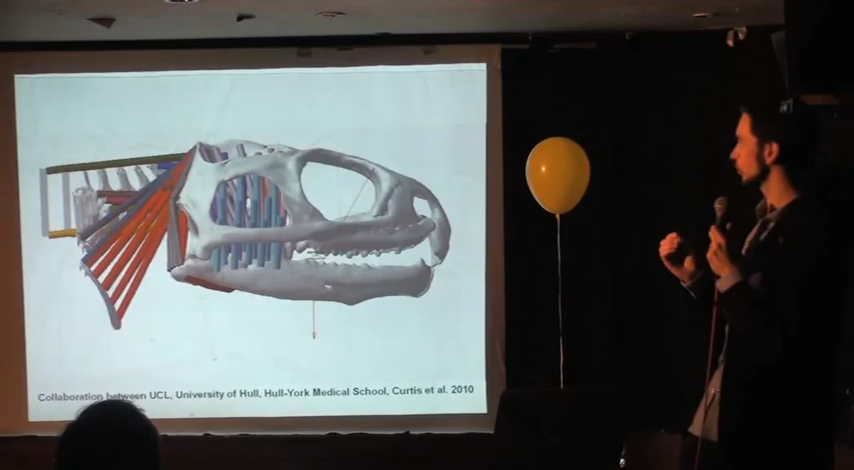 Collaboration between UCL, University of Hull, Hull-York Medical School, Curtis et al. 2010